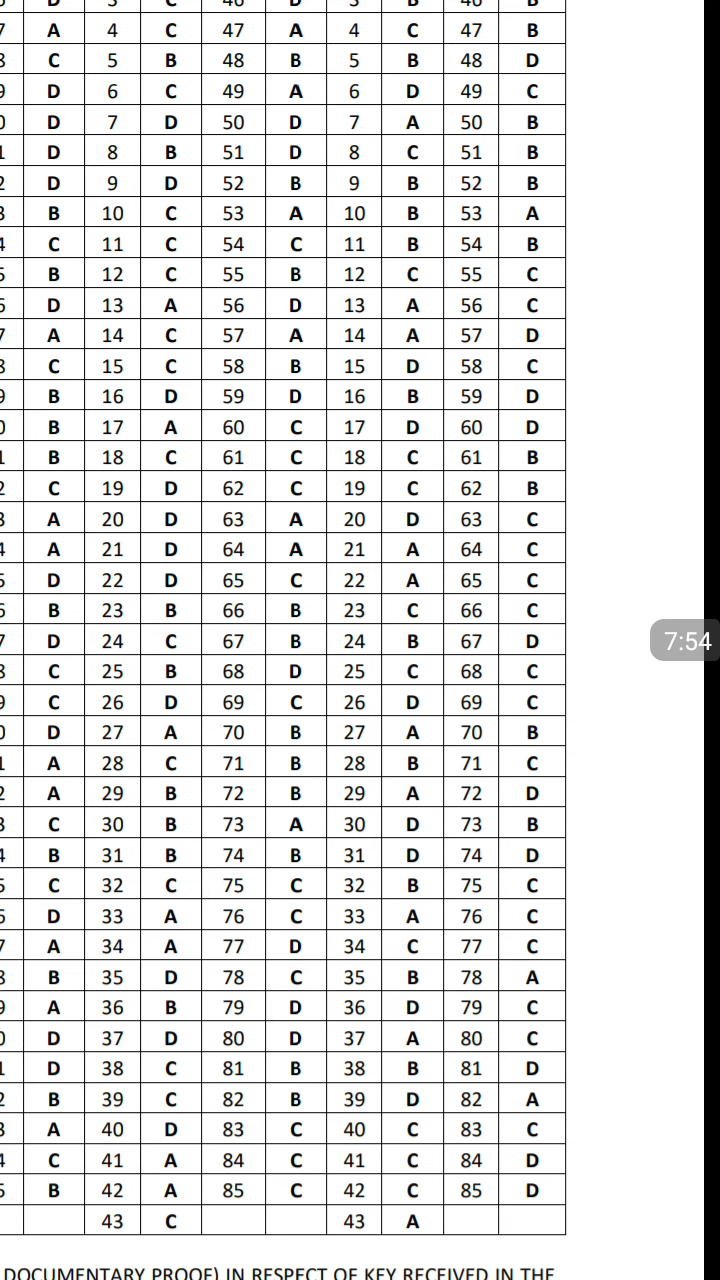 A 4 C 47 A 4 C 47 B
C 5 B 48 B 5 B 48 D
D 6 C 49 A 6 D 49 C
D 7 D 50 D 7 A 50 B
D 8 B 51 D 8 C 51 B
D 9 D 52 B 9 B 52 B
B 10 C 53 A 10 B 53 A
C 11 C 54 C 11 B 54 B
B 12 C 55 B 12 C 55 C
D 13 A 56 D 13 A 56 C
A 14 C 57 A 14 A 57 D
C 15 C 58 B 15 D 58 C
B 16 D 59 D 16 B 59 D
B 17 A 60 C 17 D 60 D
B 18 C 61 C 18 C 61 B
C 19 D 62 C 19 C 62 B
A 20 D 63 A 20 D 63 C
A 21 D 64 A 21 A 64 C
D 22 D 65 C 22 A 65 C
B 23 B 66 B 23 C 66 C
D 24 C 67 B 24 B 67 D
7:54
C 25 B 68 D 25 C 68 C
C 26 D 69 C 26 D 69 C
D 27 A 70 B 27 A 70 B
A 28 C 71 B 28 B 71 C
A 29 B 72 B 29 A 72 D
C 30 B 73 A 30 D 73 B
B 31 B 74 B 31 D 74 D
C 32 C 75 C 32 B 75 C
D 33 A 76 C 33 A 76 C
A 34 A 77 D 34 C 77 C
B 35 D 78 C 35 B 78 A
A 36 B 79 D 36 D 79 C
D 37 D 80 D 37 A 80 C
D 38 C 81 B 38 B 81 D
B 39 C 82 B 39 D 82 A
A 40 D 83 C 40 C 83 C
C 41 A 84 C 41 C 84 D
B 42 A 85 C 42 C 85 D
43 C 43 A
DOCUMENTARY PROOF) IN RESPECT OF KEY RECEIVED IN THE